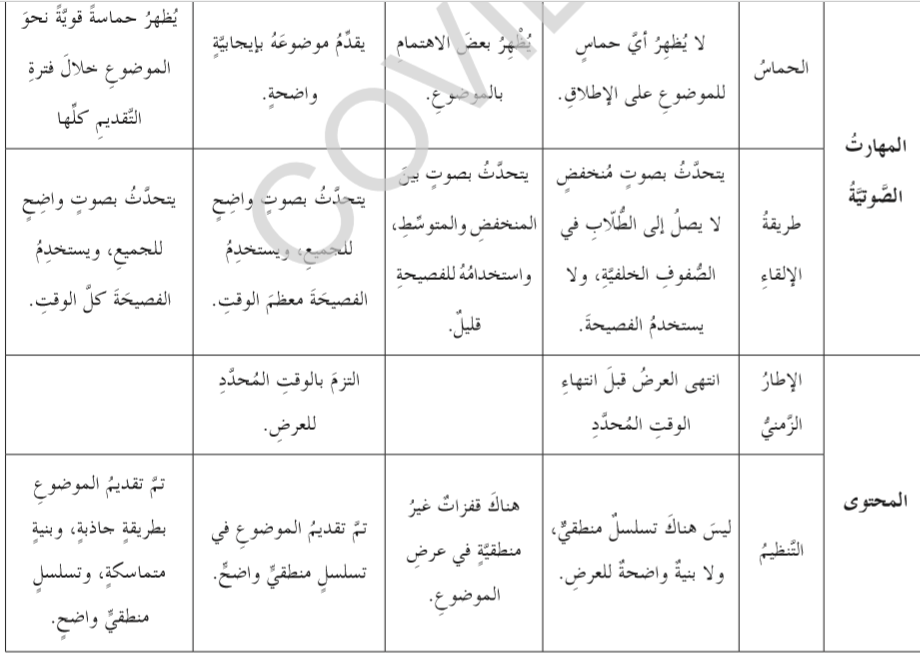 المهارتُ
الصَّوتيَّةُ
الحماسُ
لا يُظهِرُ أيَّ حماسٍ
للموضوعِ على الإطلاقِ.
يُظْهِرُ بعضَ الاهتمامِ
بالموضوعِ.
يقدِّمُ موضوعَهُ بإيجابيَّةٍ
واضحةٍ.
يُظهرُ حماسةً قويَّةً نحوَ
الموضوعِ خلالَ فترةِ
التَّقديمِ كلِّها
طريقةُ
الإلقاءِ
يتحدَّثُ بصوتٍ مُنخفضٍ
لا يصلُ إلى الطُّلّابِ في
الصُّفوفِ الخلفيَّةِ، ولا
يستخدمُ الفصيحةَ.
يتحدَّثُ بصوتٍ بينَ
المنخفضِ والمتوسِّطِ،
واستخدامُهُ للفصيحةِ
قليلٌ.
يتحدَّثُ بصوتٍ واضِحٍ
للجميعِ، ويستخدِمُ
الفصيحَةَ معظمَ الوقتِ.
يتحدَّثُ بصوتٍ واضِحٍ
للجميعِ، ويستخدِمُ
الفصيحَةَ كلَّ الوقتِ.
المحتوى
الإطارُ
الزَّمنيُّ
انتهى العرضُ قبلَ انتهاءِ
الوقتِ المُحدَّدِ
التزمَ بالوقتِ المُحدَّدِ
للعرضِ.
التَّنظيمُ
ليسَ هناكَ تسلسلٌ منطقيٌّ،
ولا بنيةٌ واضحةٌ للعرضِ.
هناكَ قفزاتٌ غيرُ
منطقيَّةٍ في عرضِ
الموضوعِ.
تمَّ تقديمُ الموضوعِ في
تسلسلٍ منطقيٍّ واضحٍّ.
تمَّ تقديمُ الموضوعِ
بطريقةٍ جاذبةٍ، وبنيةٍ
متماسكةٍ، وتسلسلٍ
منطقيٍّ واضحٍ.
COVID